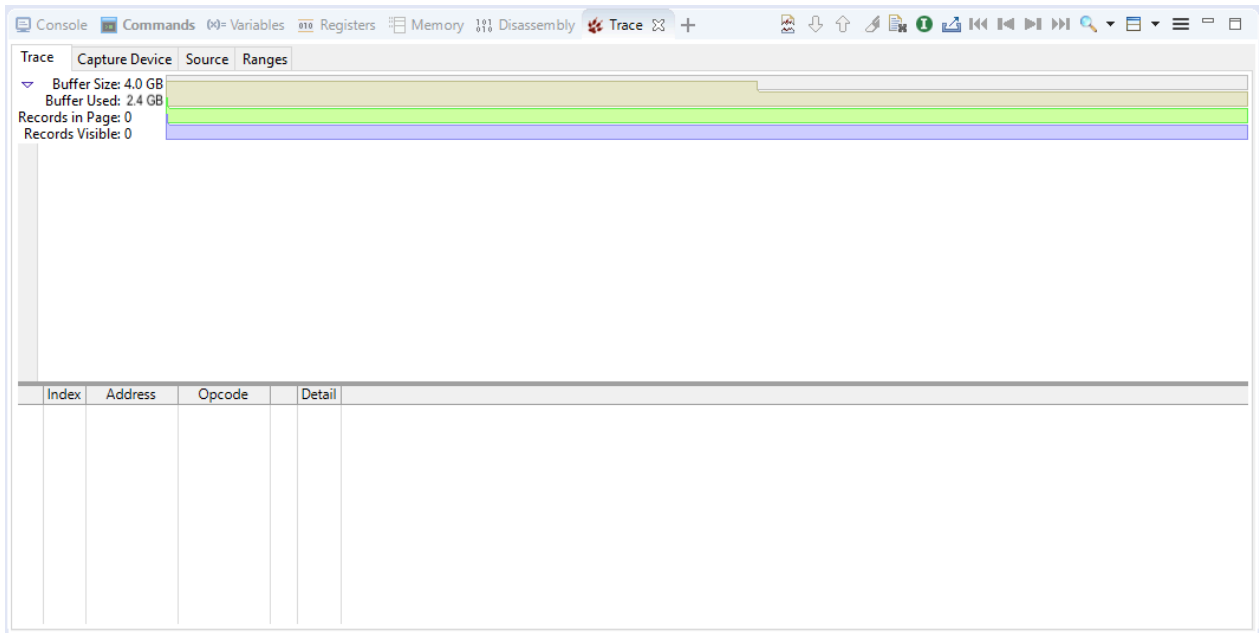 Console Commands (x)= Variables 010 Registers Memory Disassembly Trace
Trace Capture Device Source Ranges
Buffer Size: 4.0 GB
Buffer Used: 2.4 GB
Records in Page: 0
Records Visible: 0
Index Address Opcode Detail